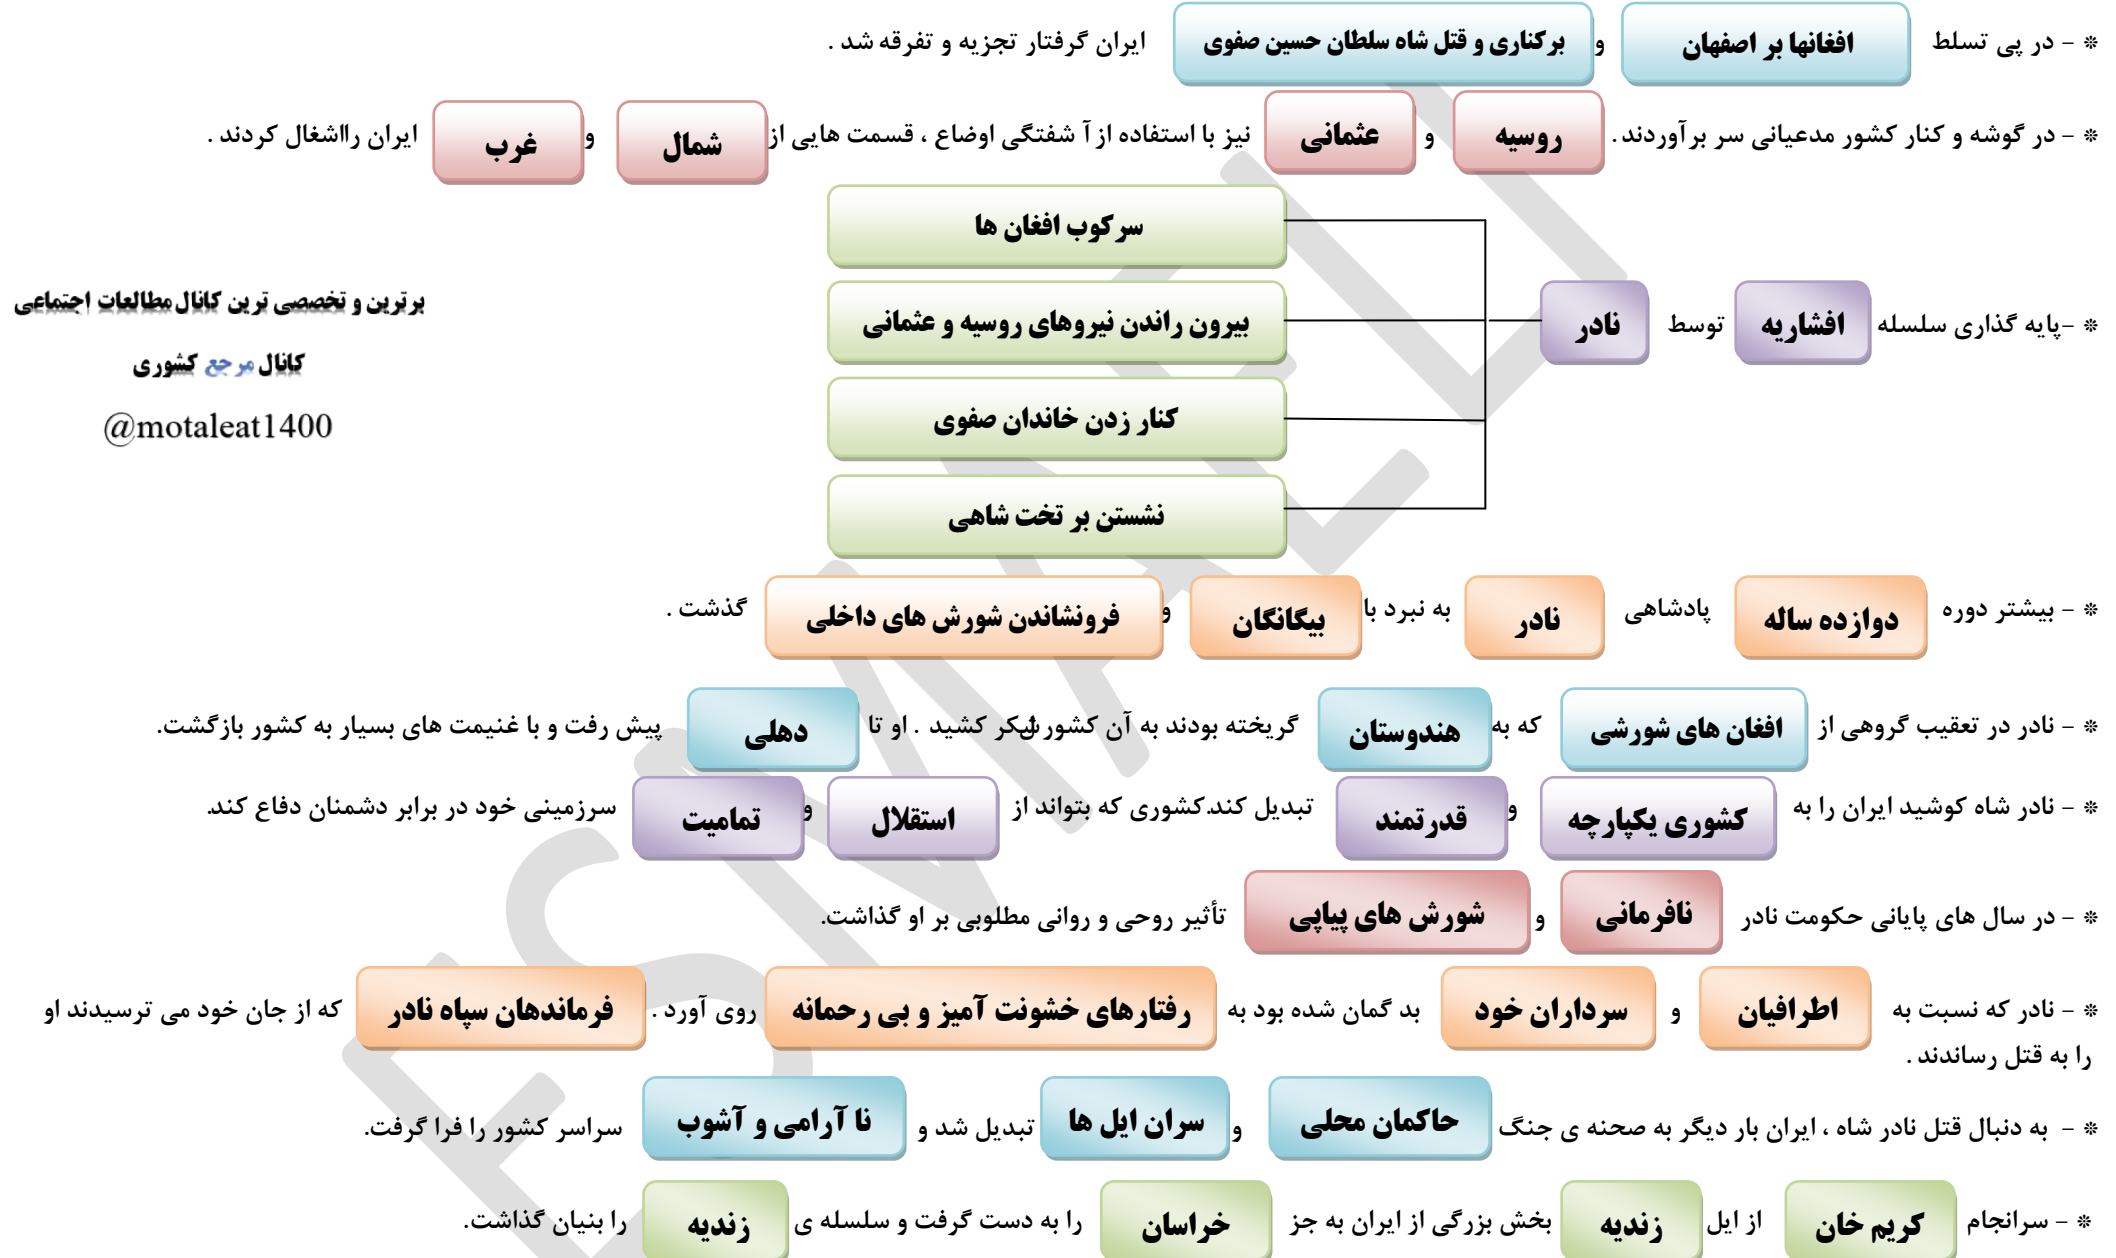 * - در پی تسلط افغانها بر اصفهان و برکناری و قتل شاه سلطان حسین صفوی ایران گرفتار تجزیه و تفرقه شد .
* - در گوشه و کنار کشور مدعیانی سر برآوردند . روسیه و عثمانی نیز با استفاده از آ شفتگی اوضاع ، قسمت هایی از شمال و غرب ایران رااشغال کردند .
* -پایه گذاری سلسله افشاریه توسط نادر
سرکوب افغان ها
بیرون راندن نیروهای روسیه و عثمانی
کنار زدن خاندان صفوی
نشستن بر تخت شاهی
برترین و تخصصی ترین کانال مطالعات اجتماعی
کانال مرجع کشوری
@motaleat1400
* - بیشتر دوره دوازده ساله پادشاهی نادر به نبرد با بیگانگان و فرونشاندن شورش های داخلی گذشت .
* - نادر در تعقیب گروهی از افغان های شورشی که به هندوستان گریخته بودند به آن کشور لشکر کشید . او تا دهلی پیش رفت و با غنیمت های بسیار به کشور بازگشت.
* - نادر شاه کوشید ایران را به کشوری یکپارچه و قدرتمند تبدیل کند.کشوری که بتواند از استقلال و تمامیت سرزمینی خود در برابر دشمنان دفاع کند.
* - در سال های پایانی حکومت نادر نافرمانی و شورش های پیاپی تأثیر روحی و روانی مطلوبی بر او گذاشت.
* - نادر که نسبت به اطرافیان و سرداران خود بد گمان شده بود به رفتارهای خشونت آمیز و بی رحمانه روی آورد . فرماندهان سپاه نادر که از جان خود می ترسیدند او
را به قتل رساندند .
* - به دنبال قتل نادر شاه ، ایران بار دیگر به صحنه ی جنگ حاکمان محلی و سران ایل ها تبدیل شد و نا آرامی و آشوب سراسر کشور را فرا گرفت.
* - سرانجام کریم خان از ایل زندیه بخش بزرگی از ایران به جز خراسان را به دست گرفت و سلسله ی زندیه را بنیان گذاشت.
ESMAELI